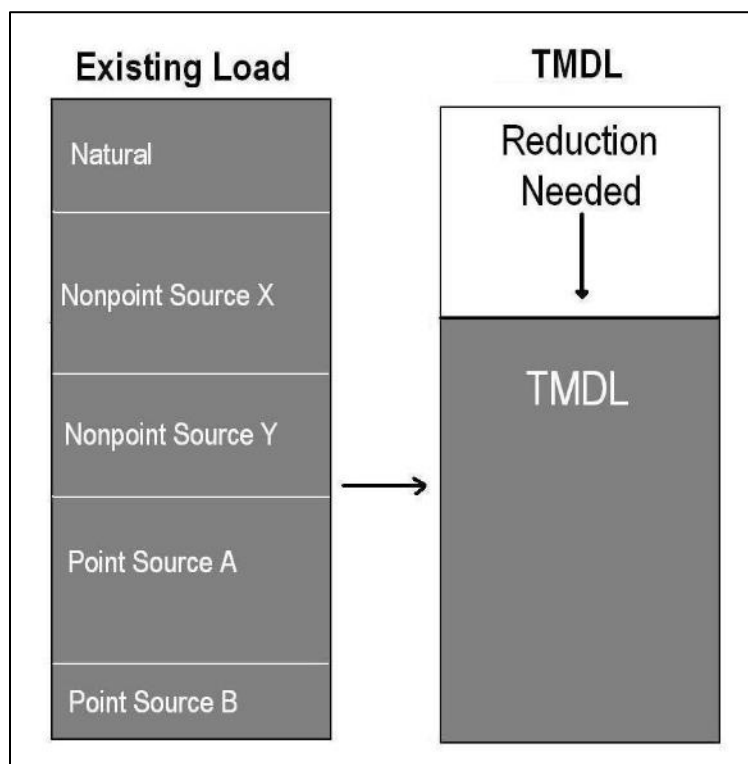 Existing Load
Natural
Nonpoint Source X
Nonpoint Source Y
Point Source A
Point Source B
TMDL
Reduction
Needed
TMDL